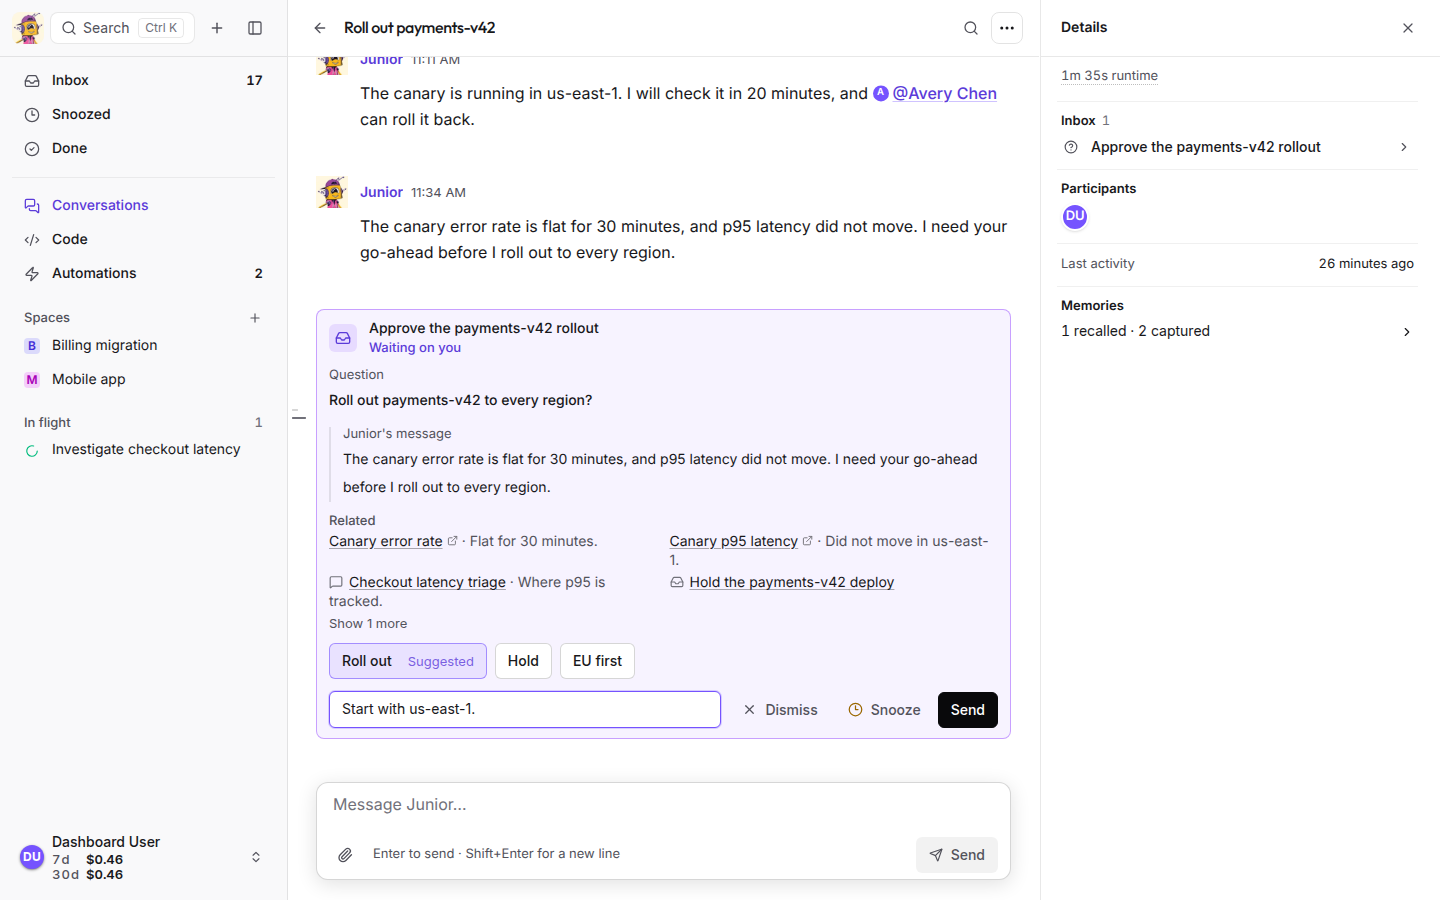 Search Ctrl K
Inbox 17
Snoozed
Done
Conversations
Code
Automations 2
Spaces
B Billing migration
M Mobile app
In flight 1
Investigate checkout latency
DU Dashboard User
7d $0.46
30d $0.46
Roll out payments-v42
Junior 11:11 AM
The canary is running in us-east-1. I will check it in 20 minutes, and A @Avery Chen
can roll it back.
Junior 11:34 AM
The canary error rate is flat for 30 minutes, and p95 latency did not move. I need your
go-ahead before I roll out to every region.
Approve the payments-v42 rollout
Waiting on you
Question
Roll out payments-v42 to every region?
Junior's message
The canary error rate is flat for 30 minutes, and p95 latency did not move. I need your go-ahead
before I roll out to every region.
Related
Canary error rate · Flat for 30 minutes.
Canary p95 latency · Did not move in us-east-
1.
Checkout latency triage · Where p95 is
tracked.
Hold the payments-v42 deploy
Show 1 more
Roll out Suggested Hold EU first
Start with us-east-1. Dismiss Snooze Send
Message Junior...
Enter to send · Shift+Enter for a new line Send
Details
1m 35s runtime
Inbox 1
Approve the payments-v42 rollout
Participants
DU
Last activity 26 minutes ago
Memories
1 recalled · 2 captured